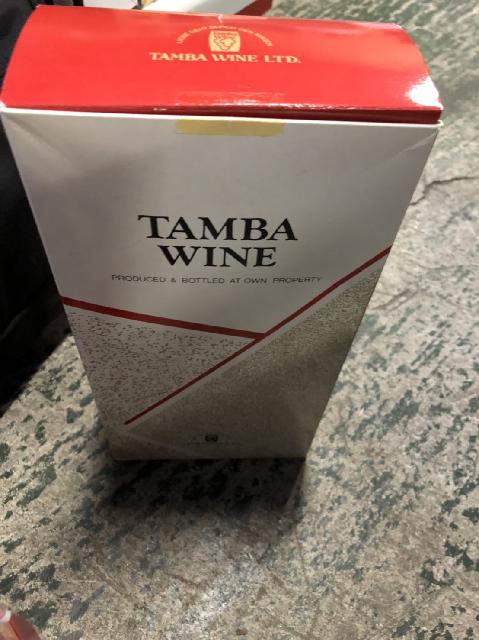 TAMBA WINE LTD.
TAMBA
WINE
PRODUCED & BOTTLED AT OWN PROPERTY